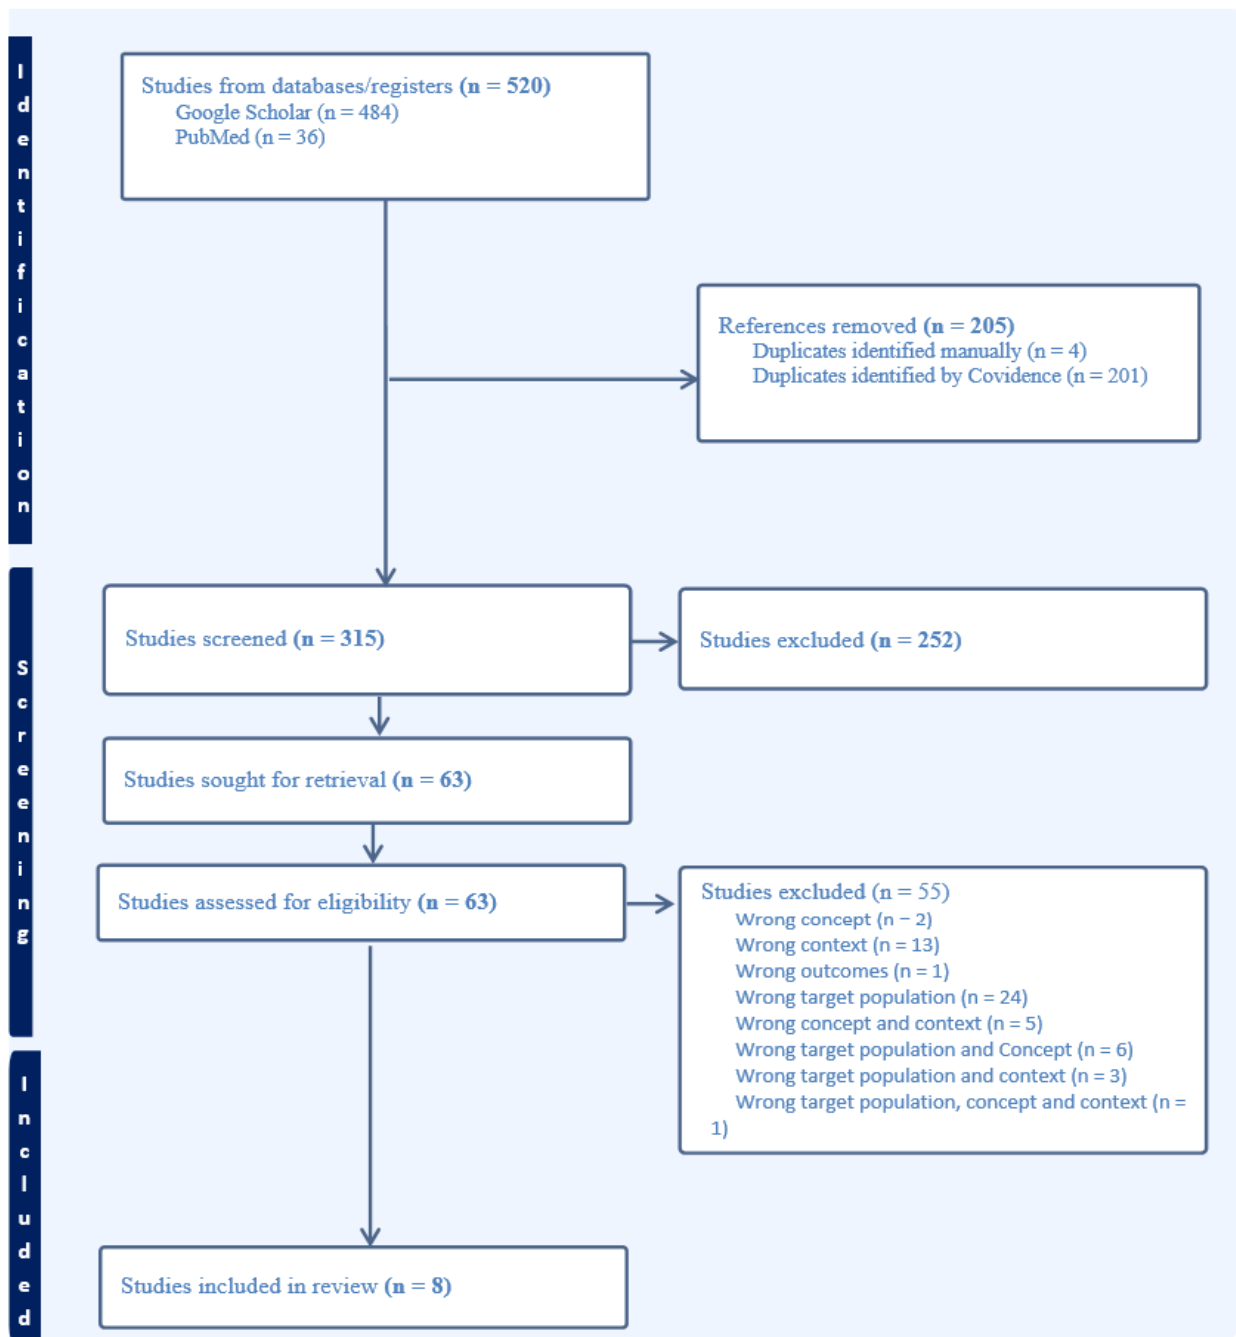 Identification
Studies from databases/registers (n = 520)
Google Scholar (n = 484)
PubMed (n = 36)
References removed (n = 205)
Duplicates identified manually (n = 4)
Duplicates identified by Covidence (n = 201)
Screening
Studies screened (n = 315)
Studies excluded (n = 252)
Studies sought for retrieval (n = 63)
Studies assessed for eligibility (n = 63)
Studies excluded (n = 55)
Wrong concept (n = 2)
Wrong context (n = 13)
Wrong outcomes (n = 1)
Wrong target population (n = 24)
Wrong concept and context (n = 5)
Wrong target population and Concept (n = 6)
Wrong target population and context (n = 3)
Wrong target population, concept and context (n =
1)
Included
Studies included in review (n = 8)